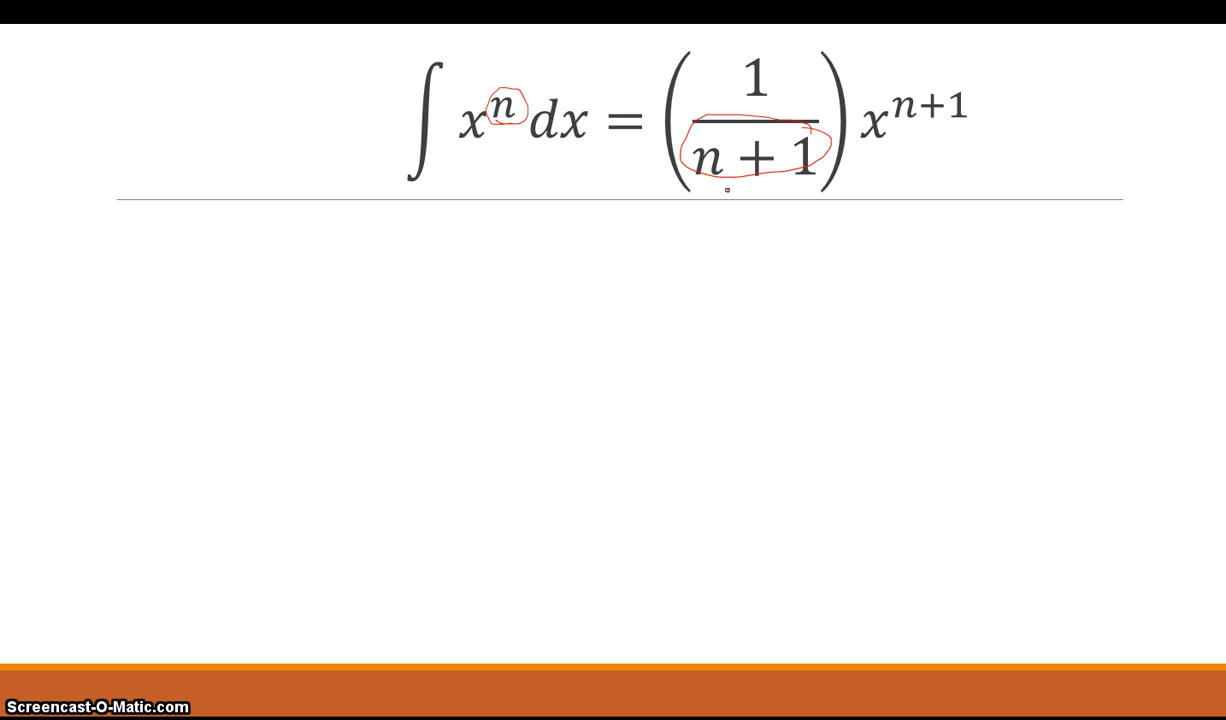 ∫ xⁿ dx = (1/(n + 1)) xⁿ⁺¹
Screencast-O-Matic.com